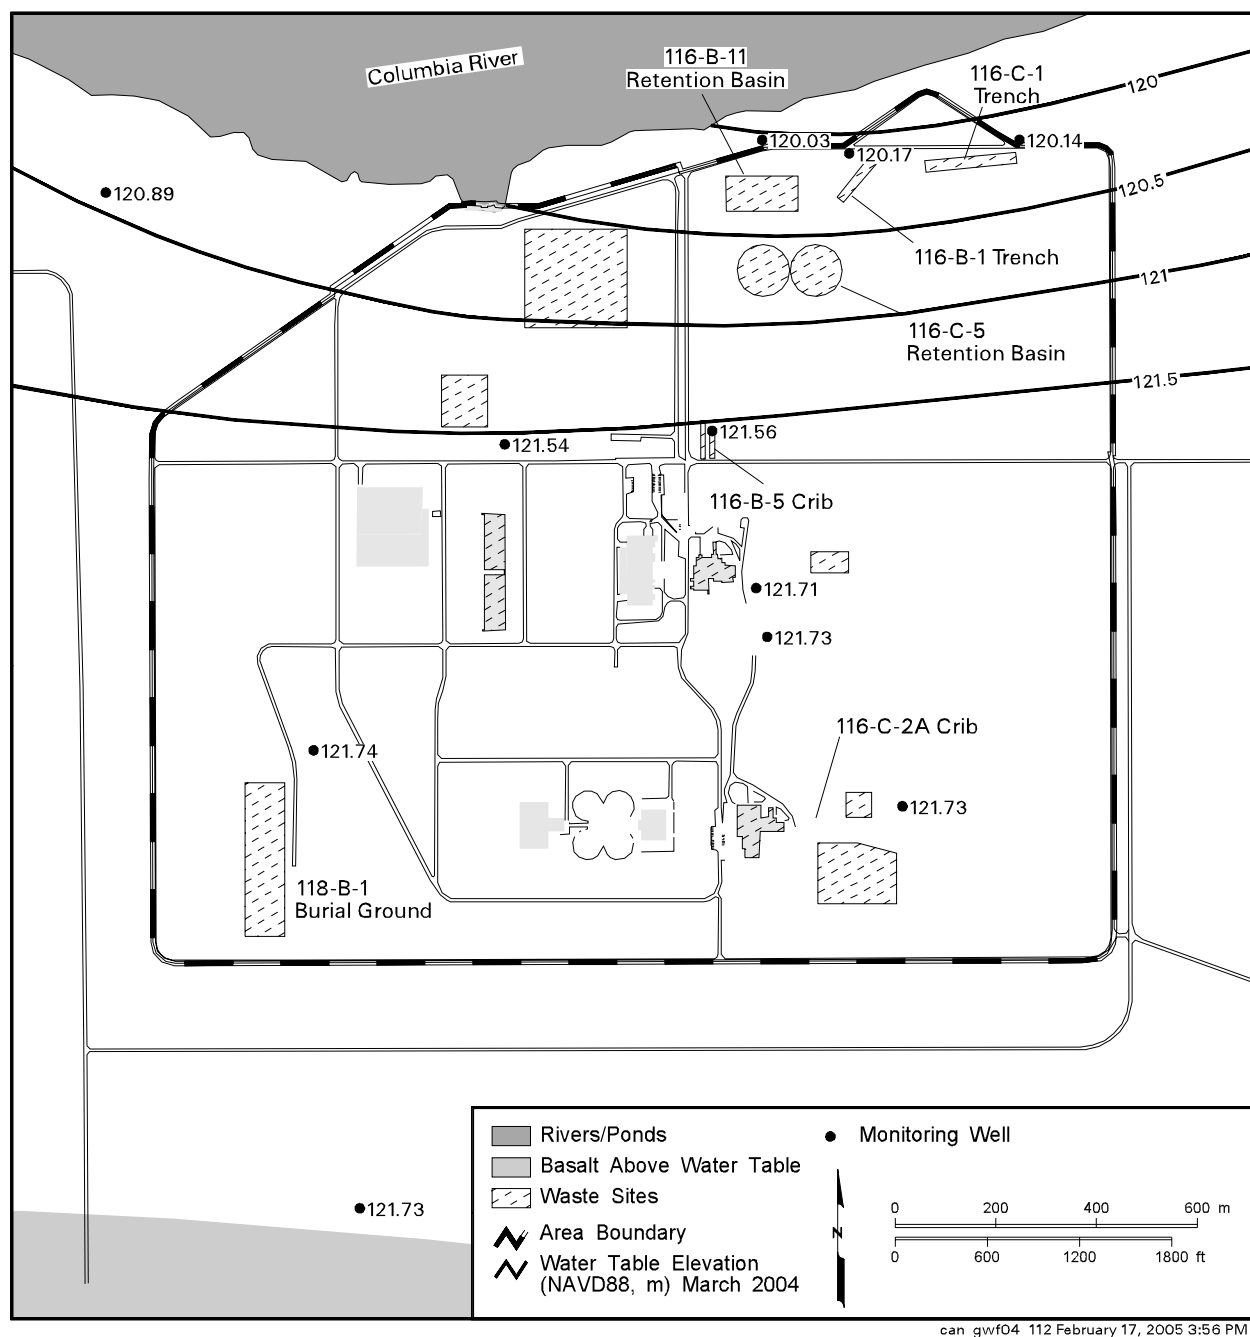 Columbia River
116-B-11
Retention Basin
116-C-1
Trench
120
120.03
120.14
120.17
120.89
120.5
116-B-1 Trench
121
116-C-5
Retention Basin
121.5
121.56
121.54
116-B-5 Crib
121.71
121.73
116-C-2A Crib
121.74
121.73
118-B-1
Burial Ground
121.73
Rivers/Ponds
Basalt Above Water Table
Waste Sites
Area Boundary
Water Table Elevation
(NAVD88, m) March 2004
Monitoring Well
N
0 200 400 600 m
0 600 1200 1800 ft
can_gwf04_112 February 17, 2005 3:56 PM